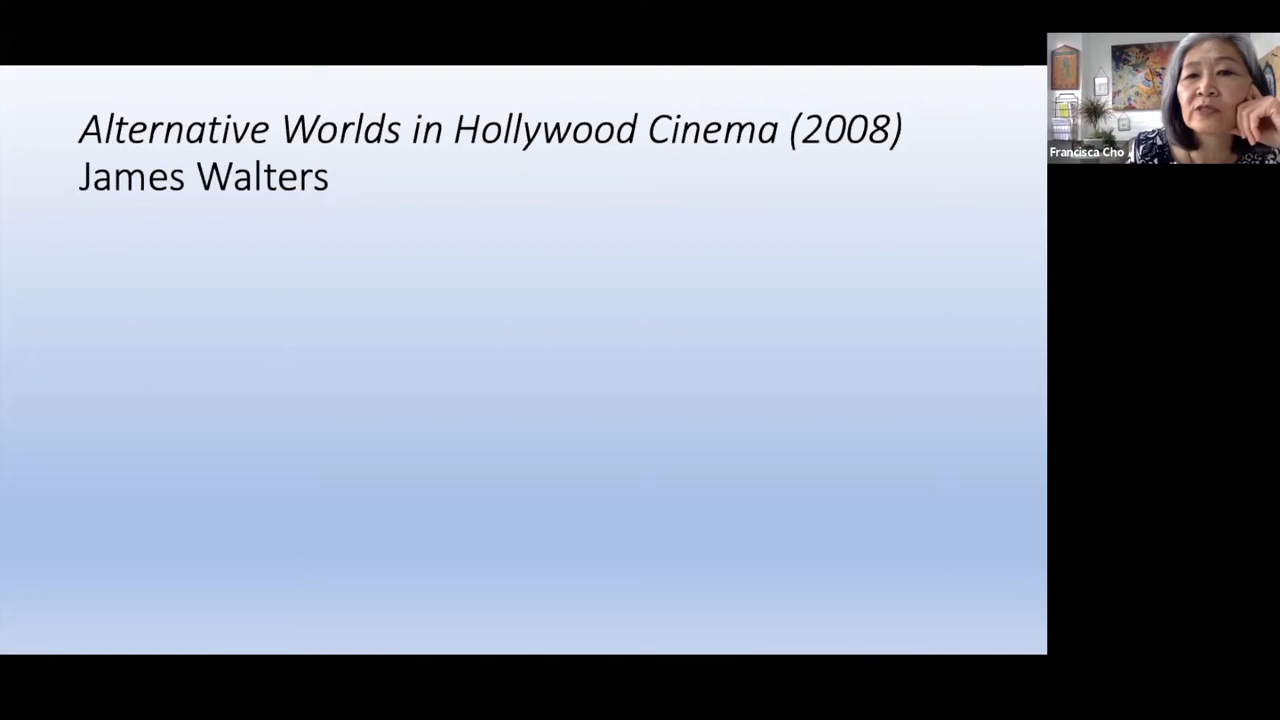 Alternative Worlds in Hollywood Cinema (2008)
James Walters
Francisca Cho